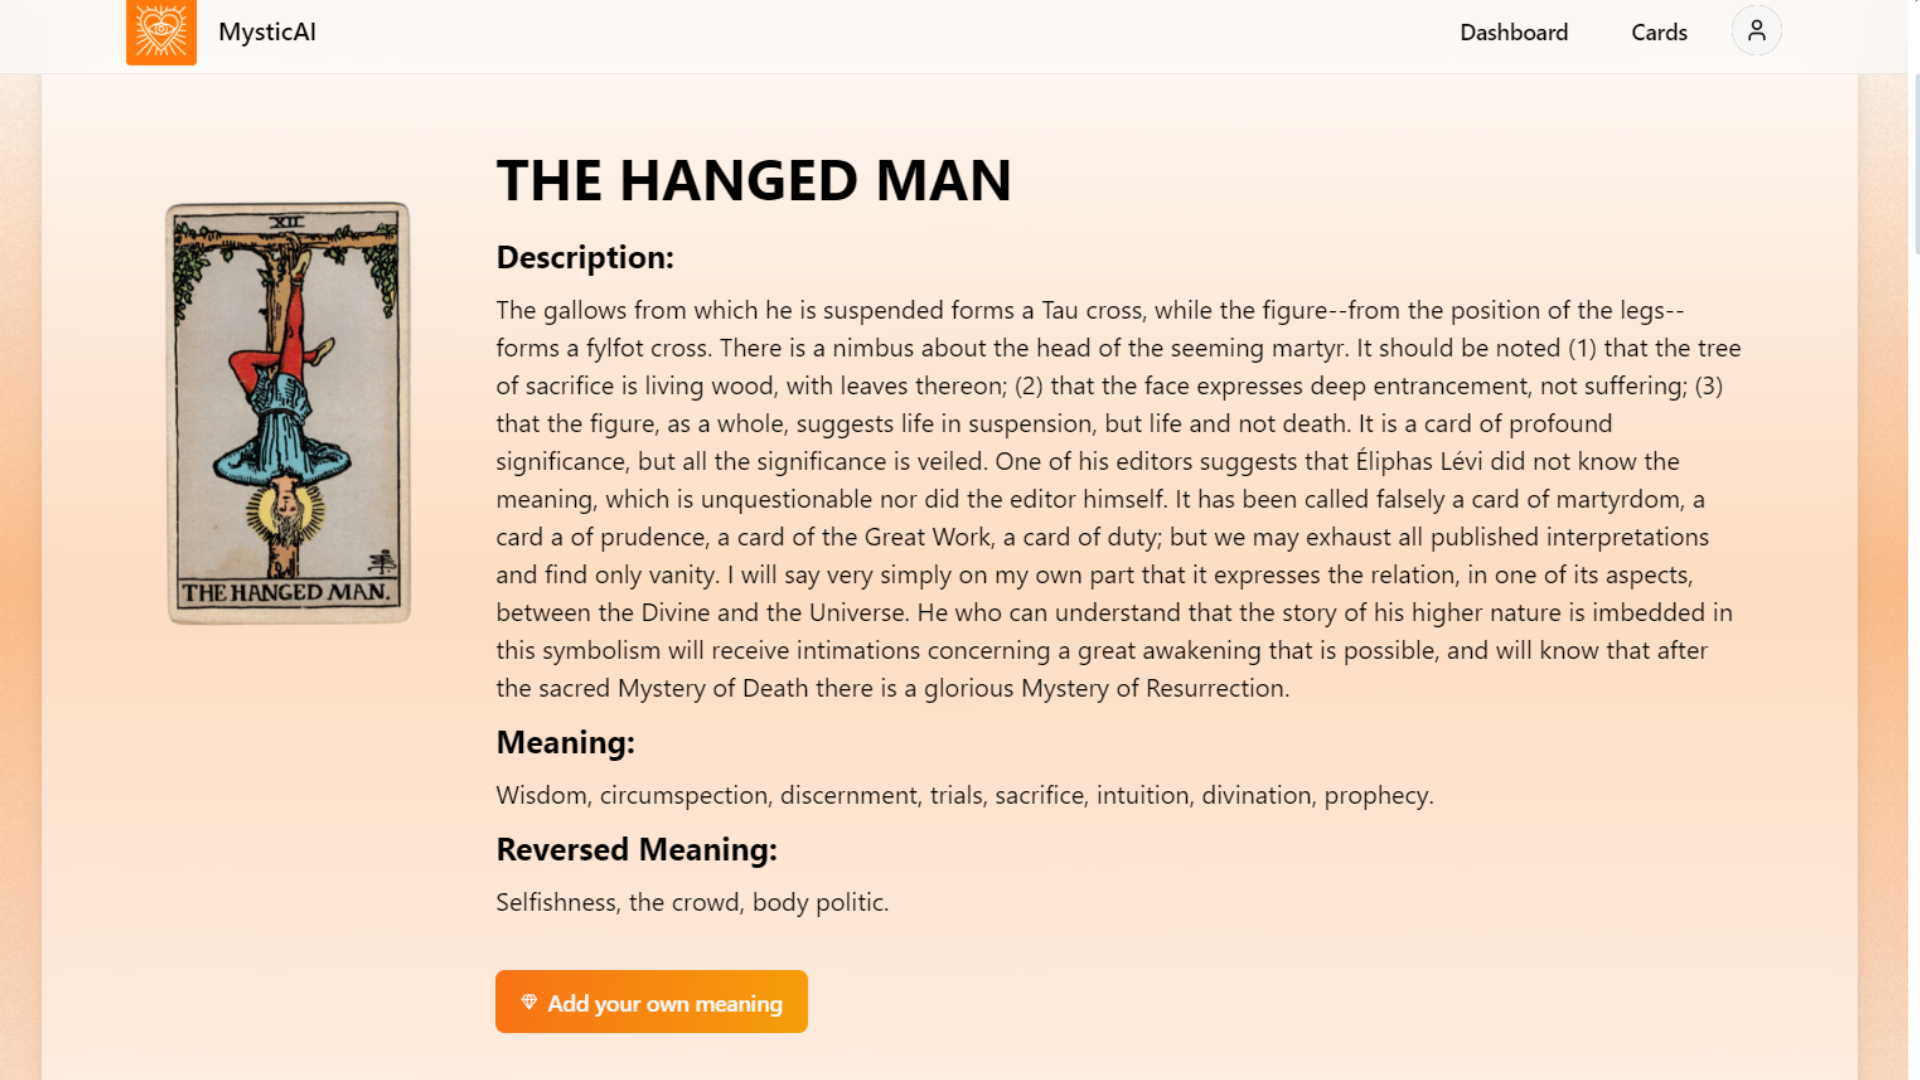 MysticAI
Dashboard
Cards
THE HANGED MAN
XII
THE HANGED MAN.
Description:
The gallows from which he is suspended forms a Tau cross, while the figure--from the position of the legs--
forms a fylfot cross. There is a nimbus about the head of the seeming martyr. It should be noted (1) that the tree
of sacrifice is living wood, with leaves thereon; (2) that the face expresses deep entrancement, not suffering; (3)
that the figure, as a whole, suggests life in suspension, but life and not death. It is a card of profound
significance, but all the significance is veiled. One of his editors suggests that Éliphas Lévi did not know the
meaning, which is unquestionable nor did the editor himself. It has been called falsely a card of martyrdom, a
card a of prudence, a card of the Great Work, a card of duty; but we may exhaust all published interpretations
and find only vanity. I will say very simply on my own part that it expresses the relation, in one of its aspects,
between the Divine and the Universe. He who can understand that the story of his higher nature is imbedded in
this symbolism will receive intimations concerning a great awakening that is possible, and will know that after
the sacred Mystery of Death there is a glorious Mystery of Resurrection.
Meaning:
Wisdom, circumspection, discernment, trials, sacrifice, intuition, divination, prophecy.
Reversed Meaning:
Selfishness, the crowd, body politic.
Add your own meaning